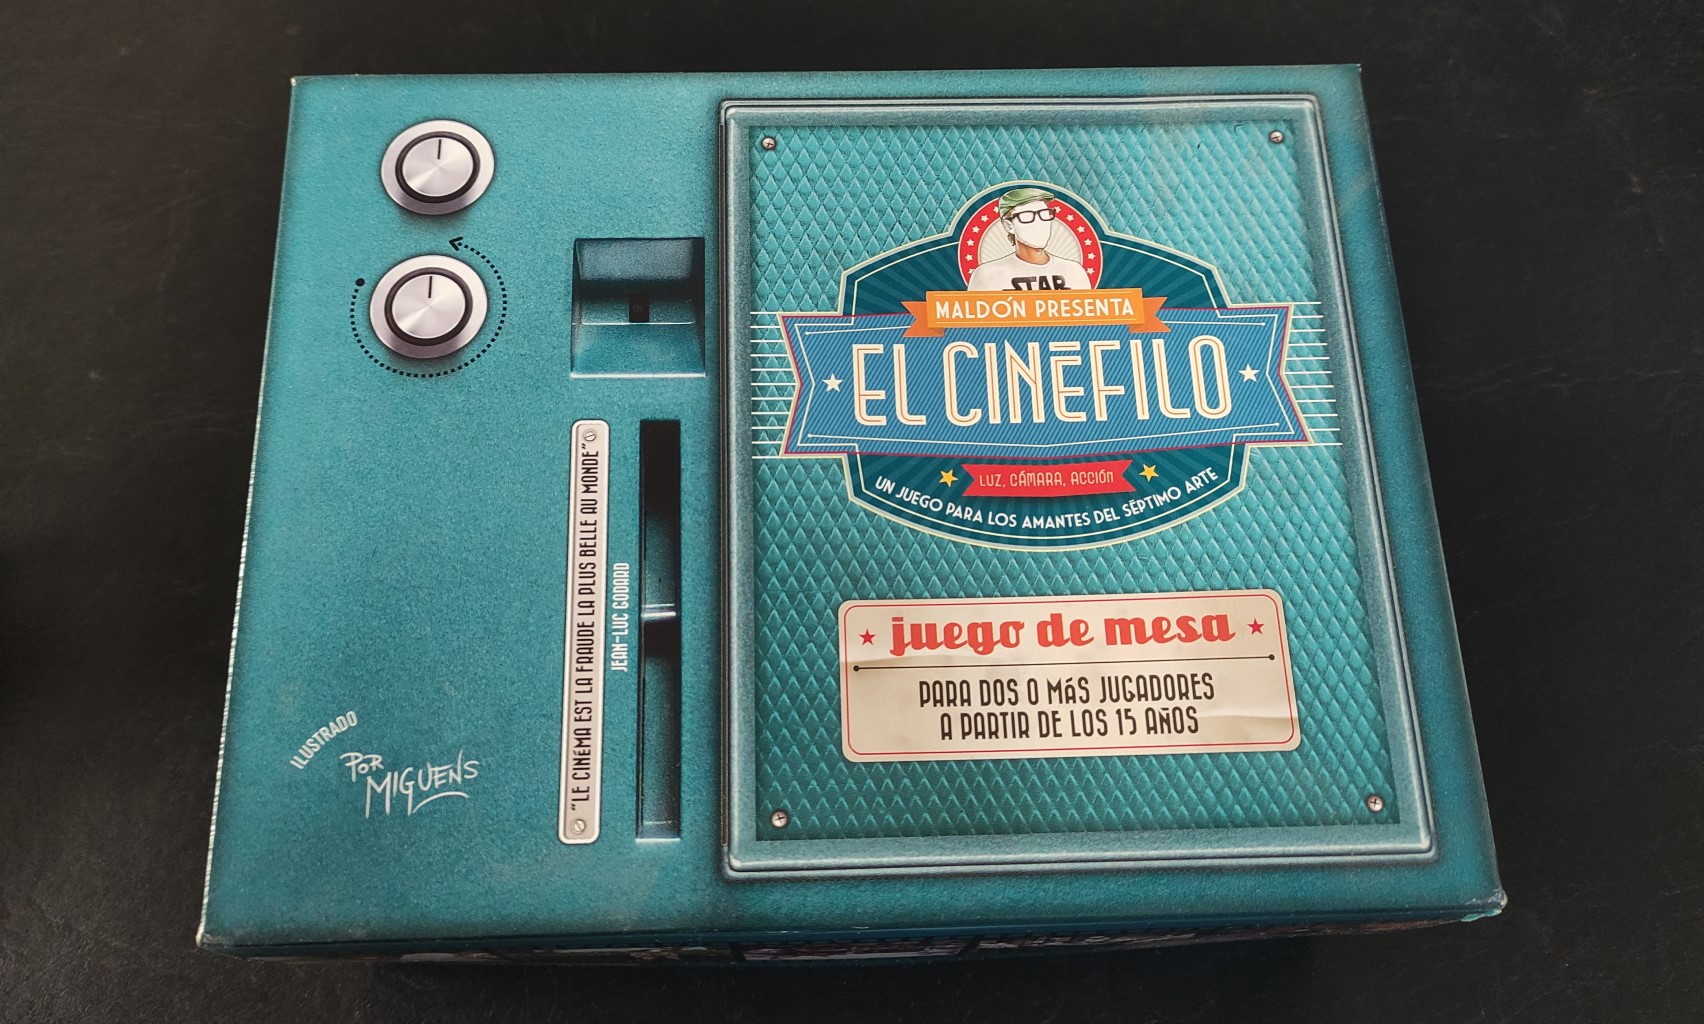 STAR
MALDÓN PRESENTA
EL CINĒFILO
LUZ, CÁMARA, ACCIÓN
UN JUEGO PARA LOS AMANTES DEL SÉPTIMO ARTE
juego de mesa
PARA DOS O MÁS JUGADORES
A PARTIR DE LOS 15 AÑOS
"LE CINÉMA EST LA FRAUDE LA PLUS BELLE AU MONDE"
JEAN-LUC GODARD
ILUSTRADO
POR
MIGUENS